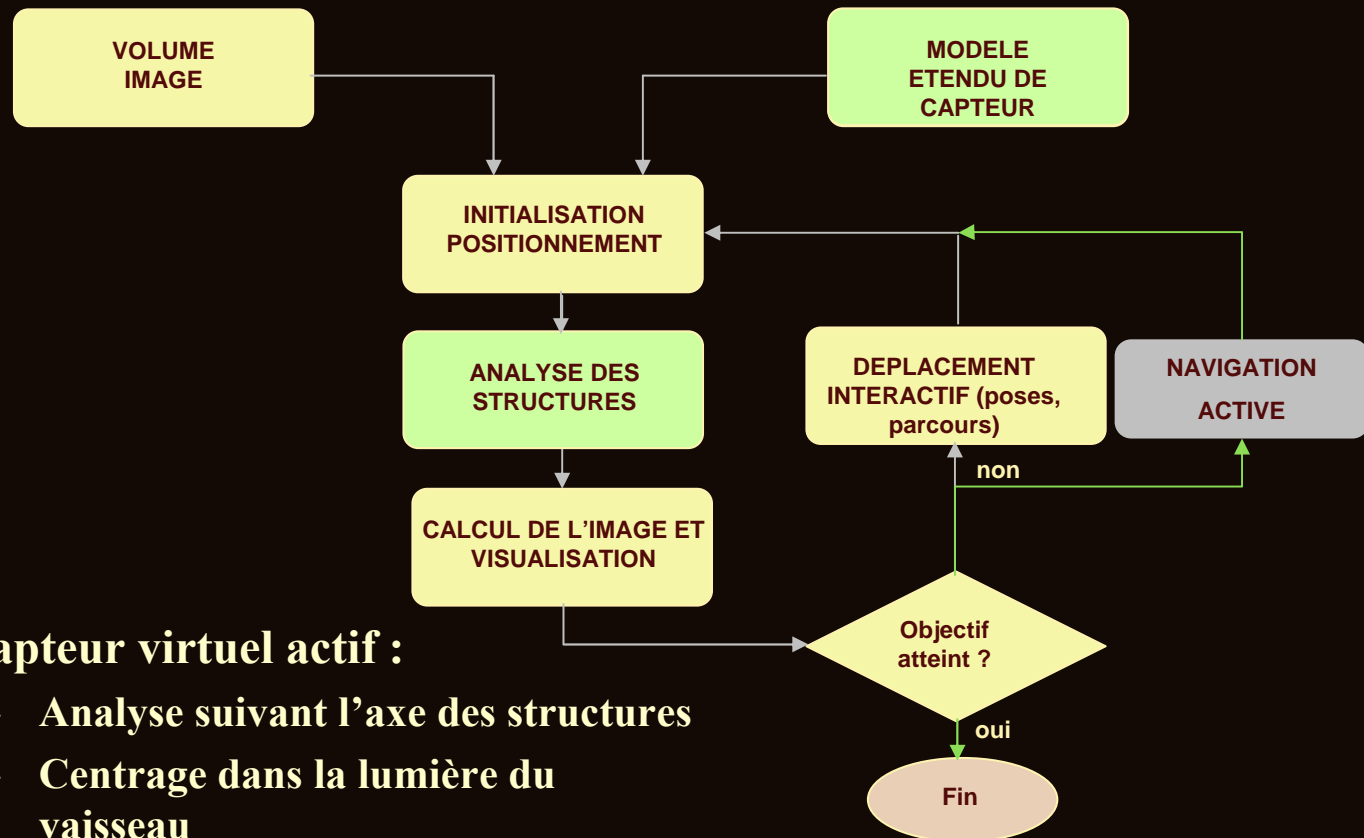 VOLUME
IMAGE
MODELE
ETENDU DE
CAPTEUR
INITIALISATION
POSITIONNEMENT
ANALYSE DES
STRUCTURES
DEPLACEMENT
INTERACTIF (poses,
parcours)
NAVIGATION
ACTIVE
non
CALCUL DE L’IMAGE ET
VISUALISATION
Objectif
atteint ?
oui
Fin
apteur virtuel actif :
- Analyse suivant l’axe des structures
- Centrage dans la lumière du
vaisseau